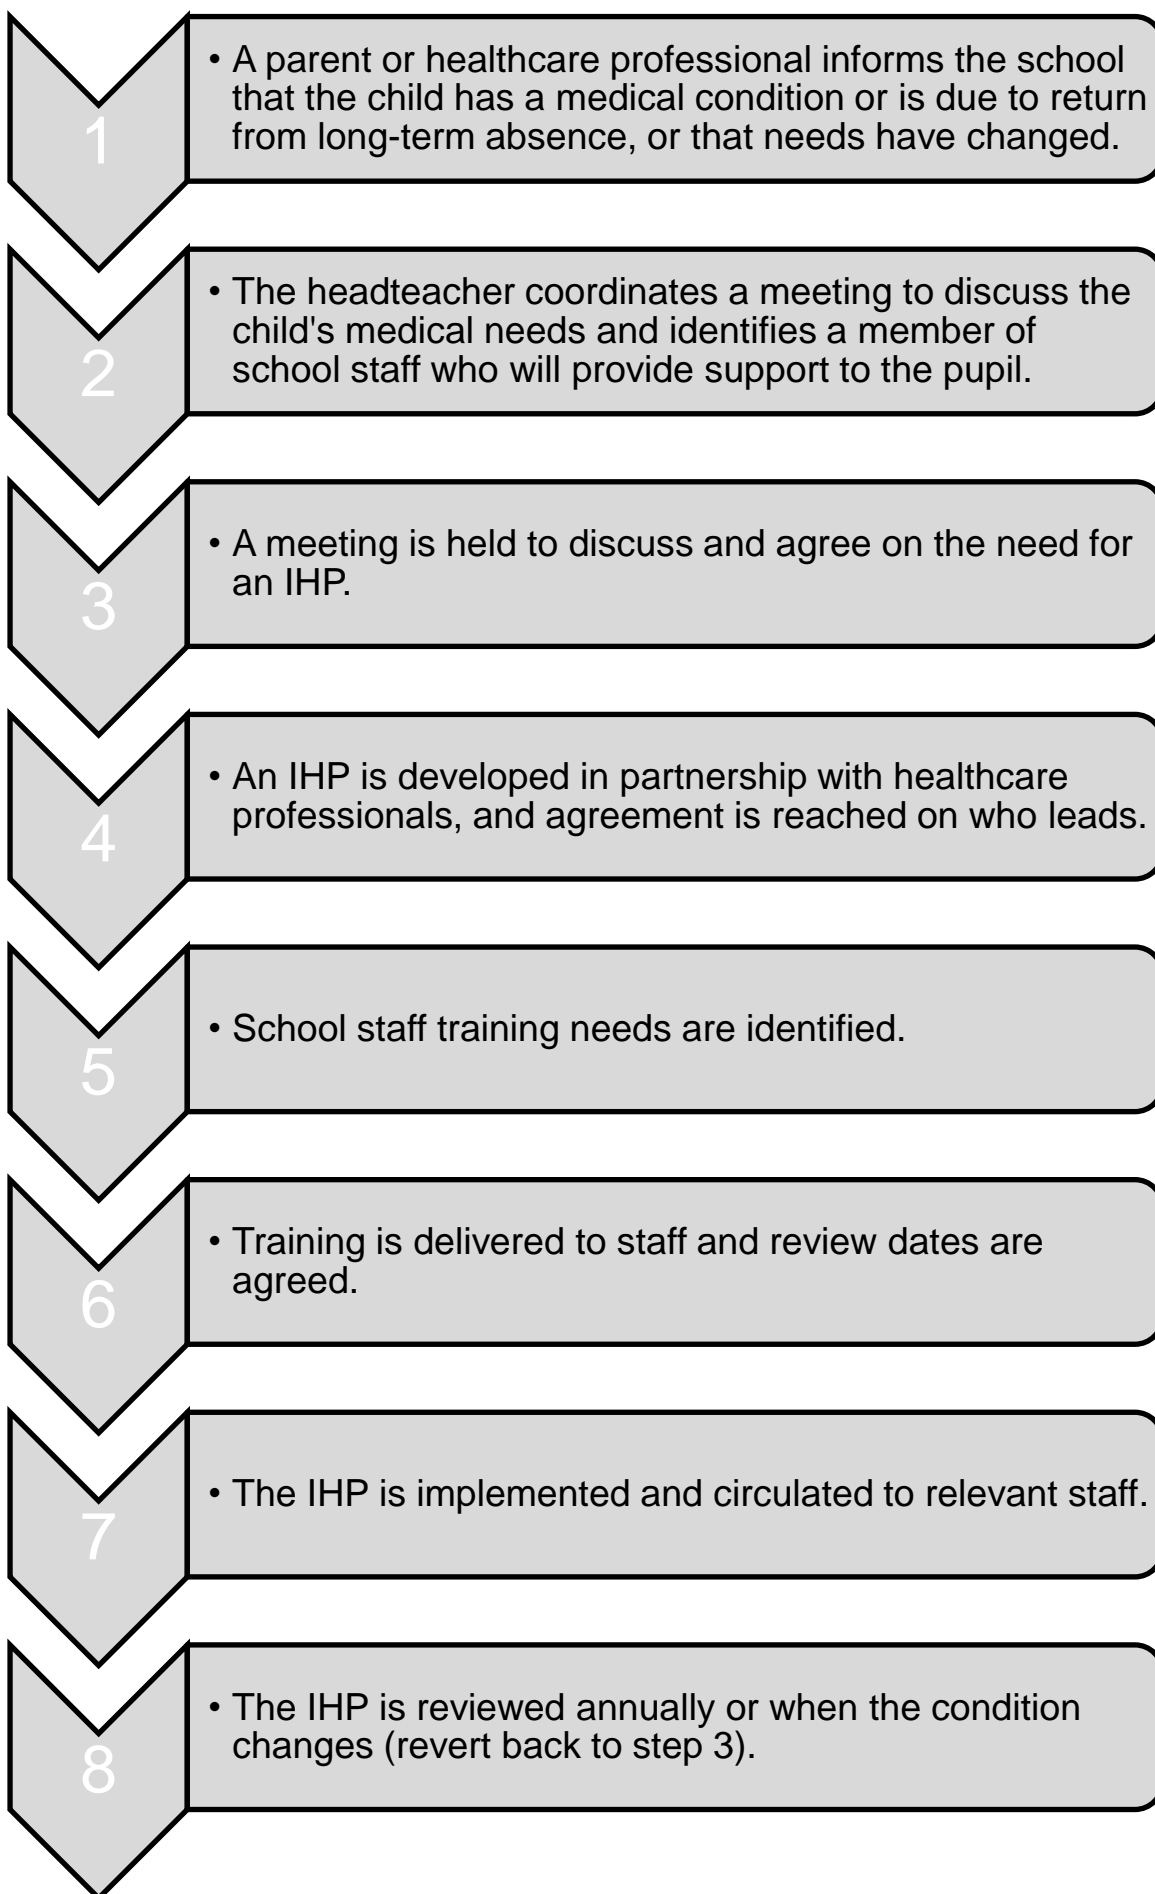 1
• A parent or healthcare professional informs the school
that the child has a medical condition or is due to return
from long-term absence, or that needs have changed.
2
• The headteacher coordinates a meeting to discuss the
child's medical needs and identifies a member of
school staff who will provide support to the pupil.
3
• A meeting is held to discuss and agree on the need for
an IHP.
4
• An IHP is developed in partnership with healthcare
professionals, and agreement is reached on who leads.
5
• School staff training needs are identified.
6
• Training is delivered to staff and review dates are
agreed.
7
• The IHP is implemented and circulated to relevant staff.
8
• The IHP is reviewed annually or when the condition
changes (revert back to step 3).